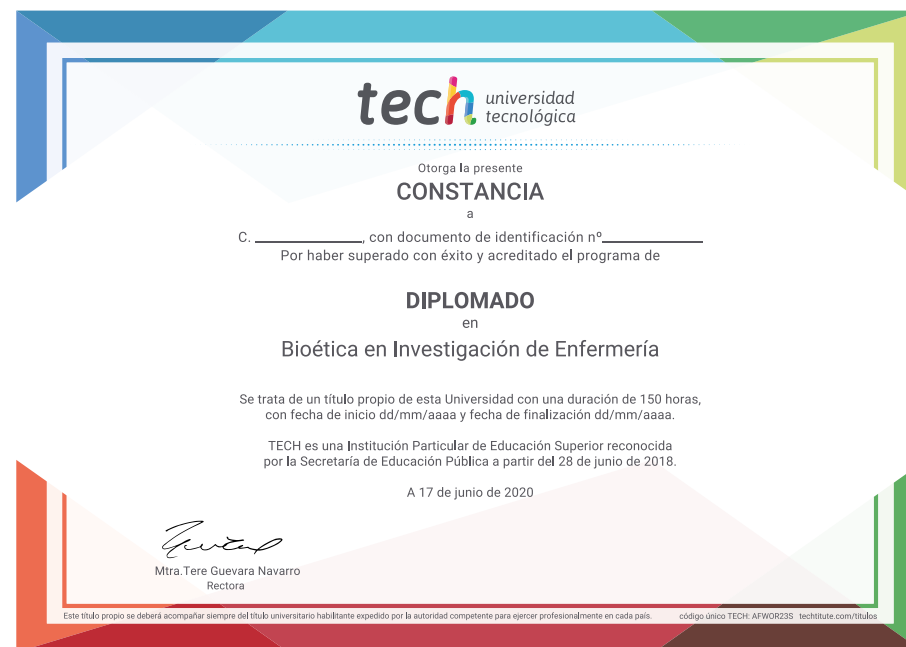 tech universidad
tecnológica
Otorga la presente
CONSTANCIA
a
C. ____________, con documento de identificación nº____________
Por haber superado con éxito y acreditado el programa de
DIPLOMADO
en
Bioética en Investigación de Enfermería
Se trata de un título propio de esta Universidad con una duración de 150 horas,
con fecha de inicio dd/mm/aaaa y fecha de finalización dd/mm/aaaa.
TECH es una Institución Particular de Educación Superior reconocida
por la Secretaría de Educación Pública a partir del 28 de junio de 2018.
A 17 de junio de 2020
Mtra.Tere Guevara Navarro
Rectora
Este título propio se deberá acompañar siempre del título universitario habilitante expedido por la autoridad competente para ejercer profesionalmente en cada país. código único TECH: AFWOR23S techtitute.com/titulos